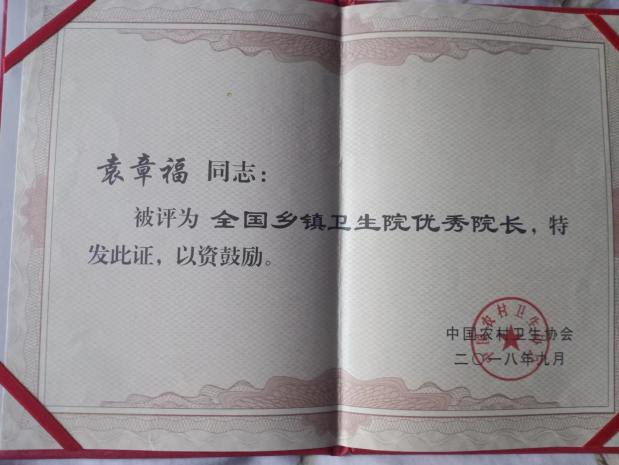 袁章福 同志：
被评为 全国乡镇卫生院优秀院长，特
发此证，以资鼓励。
中国农村卫生协会
二〇一八年九月